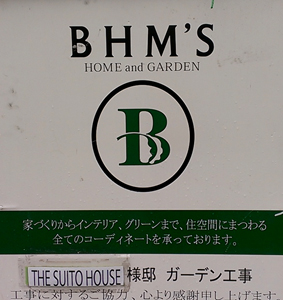 BHM'S
HOME and GARDEN
B
家づくりからインテリア、グリーンまで、住空間にまつわる
全てのコーディネートを承っております。
THE SUITO HOUSE 様邸 ガーデン工事
工事に対するご協力、心より感謝申し上げます